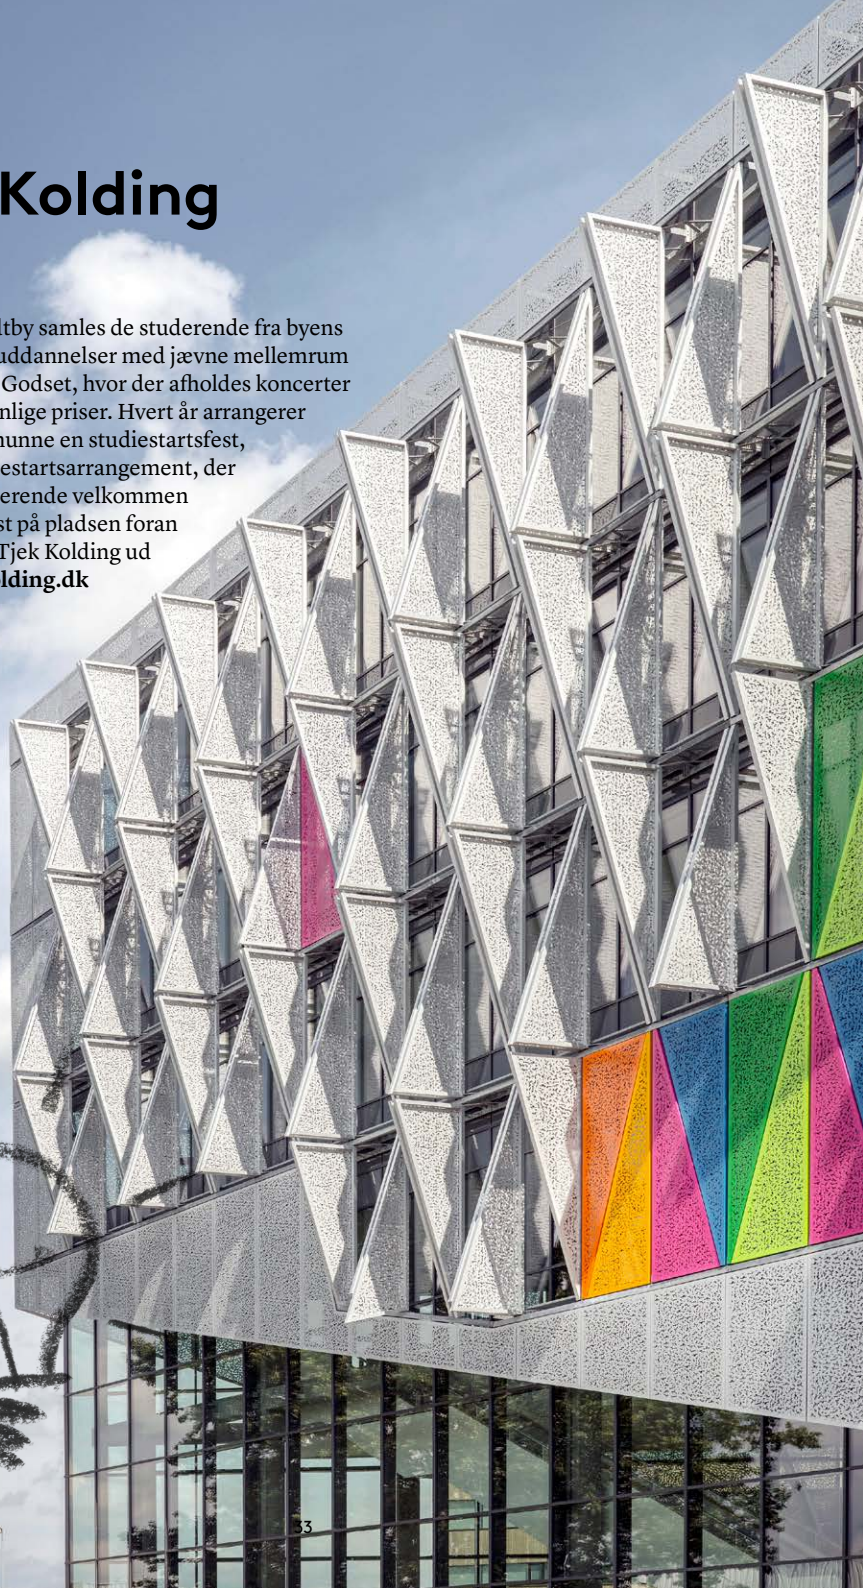 Kolding
dtby samles de studerende fra byens
uddannelser med jævne mellemrum
Godset, hvor der afholdes koncerter
nlige priser. Hvert år arrangerer
munne en studiestartsfest,
estartsarrangement, der
erende velkommen
st på pladsen foran
Tjek Kolding ud
lding.dk
33